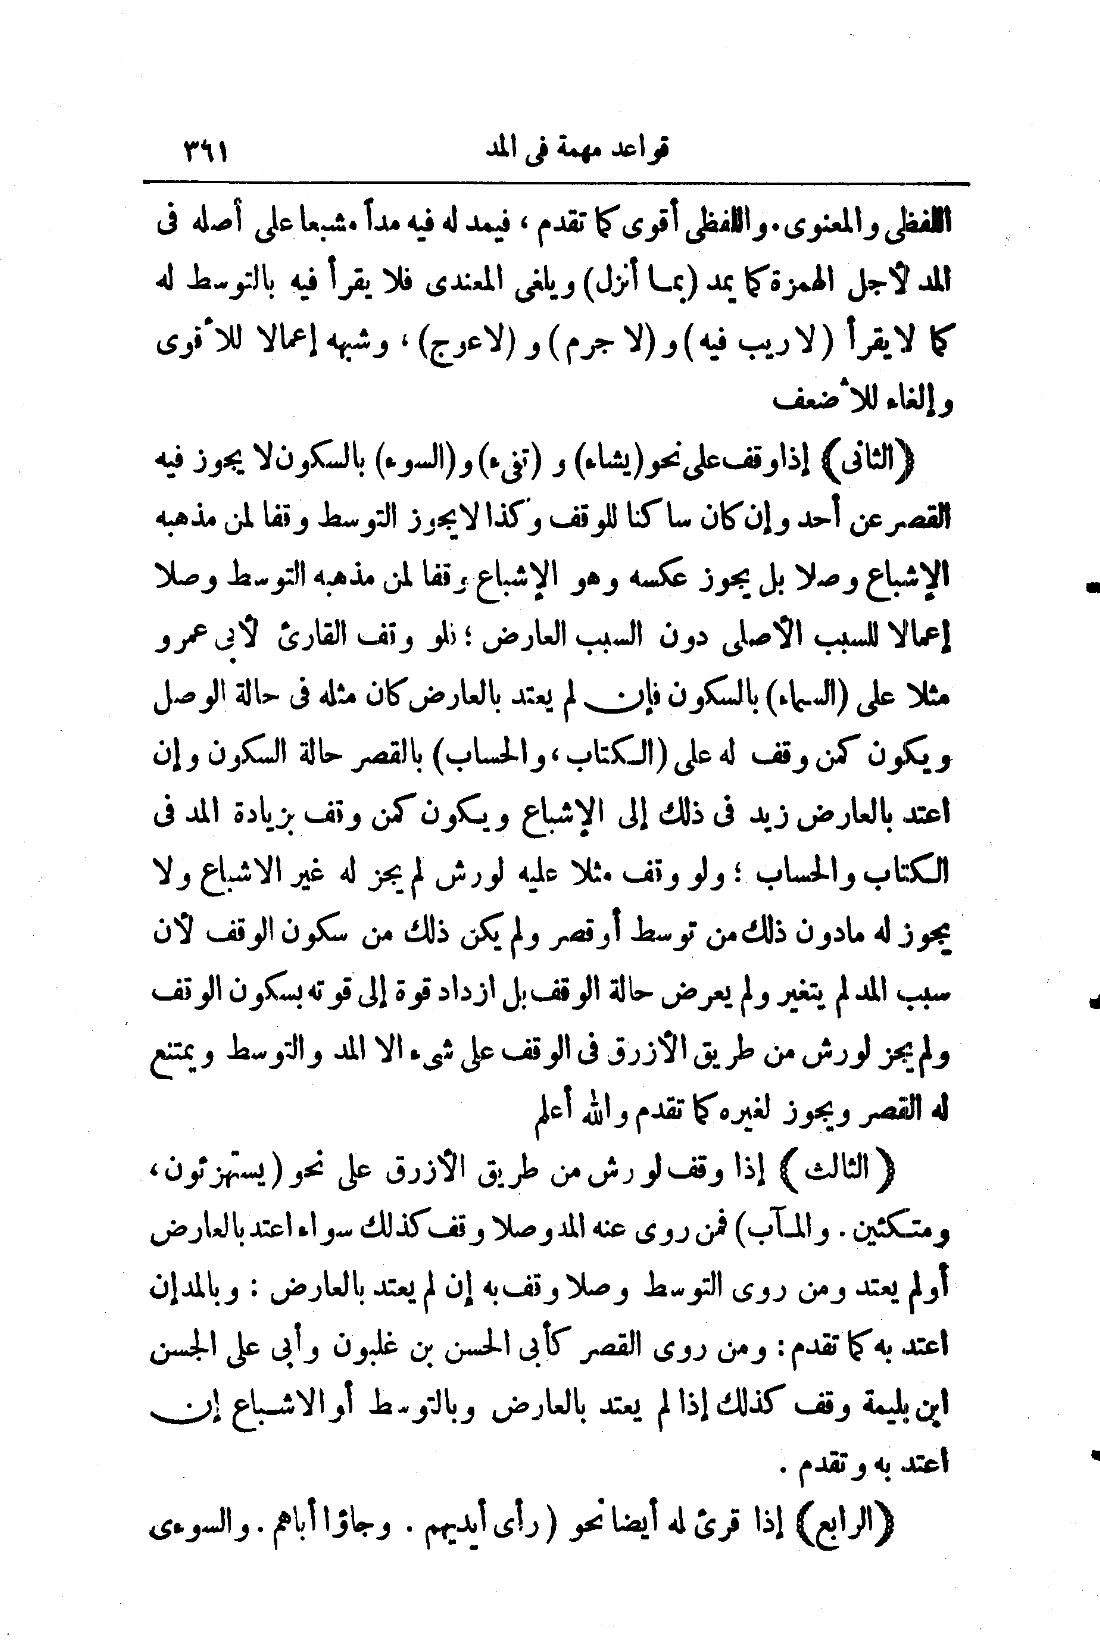 قواعد مهمة فى المد ٣٦١
اللفظى والمعنوى. واللفظى أقوى كما تقدم ، فيمد له فيه مداً مشبعا على أصله فى
المد لأجل الهمزة كما يمد (بمـا أنزل) ويلغى المعندى فلا يقرأ فيه بالتوسط له
كما لا يقرأ (لا ريب فيه) و (لا جرم) و (لا عوج) ، وشبهه إعمالا للأقوى
وإلغاء للأضعف
﴿الثانى﴾ إذا وقف على نحو (يشاء) و (تفىء) و (السوء) بالسكون لا يجوز فيه
القصر عن أحد وإن كان ساكنا للوقف وكذا لا يجوز التوسط وقفا لمن مذهبه
الإشباع وصلا بل يجوز عكسه وهو الإشباع وقفا لمن مذهبه التوسط وصلا
إعمالا للسبب الأصلى دون السبب العارض ؛ فلو وقف القارئ لأبى عمرو
مثلا على (السماء) بالسكون فإن لم يعتد بالعارض كان مثله فى حالة الوصل
ويكون كمن وقف له على (الكتاب ، والحساب) بالقصر حالة السكون وإن
اعتد بالعارض زيد فى ذلك إلى الإشباع ويكون كمن وقف بزيادة المد فى
الكتاب والحساب ؛ ولو وقف مثلا عليه لورش لم يجز له غير الاشباع ولا
يجوز له مادون ذلك من توسط أو قصر ولم يكن ذلك من سكون الوقف لأن
سبب المد لم يتغير ولم يعرض حالة الوقف بل ازداد قوة إلى قوته بسكون الوقف
ولم يجز لورش من طريق الأزرق فى الوقف على شىء الا المد والتوسط ويمتنع
له القصر ويجوز لغيره كما تقدم والله أعلم
﴿الثالث﴾ إذا وقف لورش من طريق الأزرق على نحو (يستهزئون ،
ومتكئين . والمآب) فمن روى عنه المد وصلا وقف كذلك سواء اعتد بالعارض
أو لم يعتد ومن روى التوسط وصلا وقف به إن لم يعتد بالعارض : وبالمد إن
اعتد به كما تقدم : ومن روى القصر كأبى الحسن بن غلبون وأبى على الحسن
ابن بليمة وقف كذلك إذا لم يعتد بالعارض وبالتوسط أو الاشباع إن
اعتد به وتقدم .
﴿الرابع﴾ إذا قرئ له أيضا نحو (رأى أيديهم . وجاؤا أباهم . والسوءى